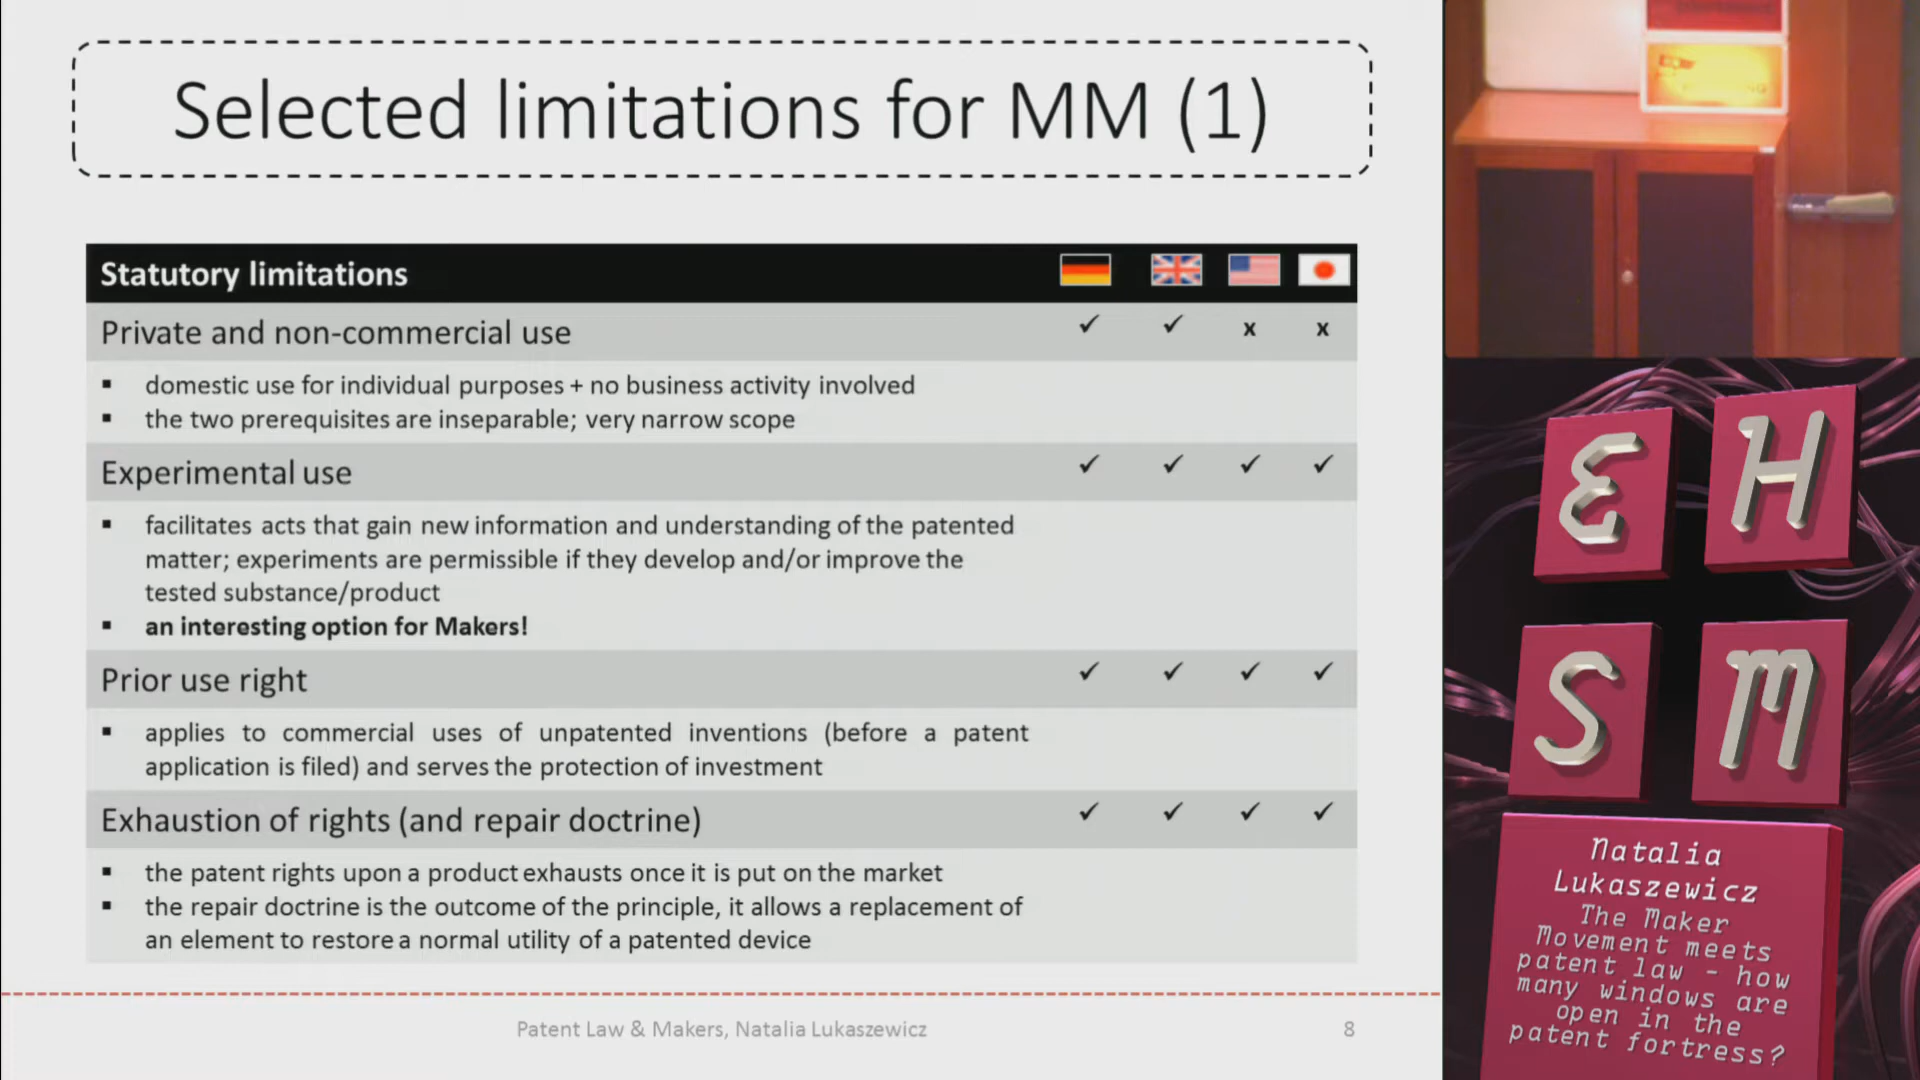 Selected limitations for MM (1)
Statutory limitations
Private and non-commercial use ✓ ✓ x x
▪ domestic use for individual purposes + no business activity involved
▪ the two prerequisites are inseparable; very narrow scope
Experimental use ✓ ✓ ✓ ✓
▪ facilitates acts that gain new information and understanding of the patented
matter; experiments are permissible if they develop and/or improve the
tested substance/product
▪ an interesting option for Makers!
Prior use right ✓ ✓ ✓ ✓
▪ applies to commercial uses of unpatented inventions (before a patent
application is filed) and serves the protection of investment
Exhaustion of rights (and repair doctrine) ✓ ✓ ✓ ✓
▪ the patent rights upon a product exhausts once it is put on the market
▪ the repair doctrine is the outcome of the principle, it allows a replacement of
an element to restore a normal utility of a patented device
Patent Law & Makers, Natalia Lukaszewicz 8
E H
S M
Natalia
Lukaszewicz
The Maker
Movement meets
patent law - how
many windows are
open in the
patent fortress?